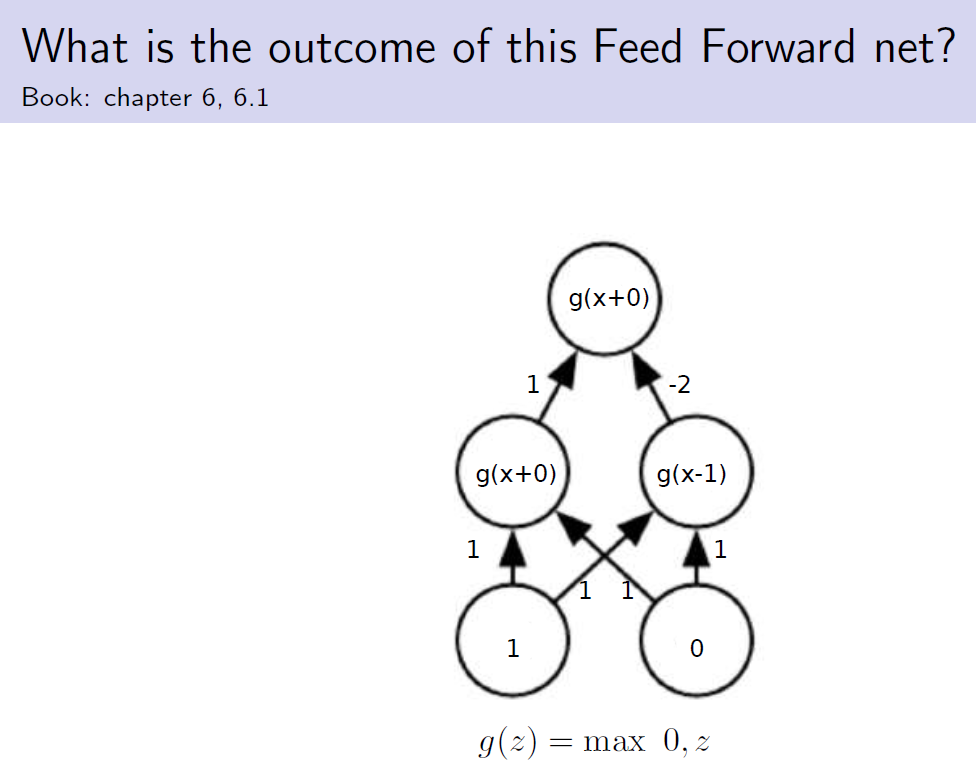 What is the outcome of this Feed Forward net?
Book: chapter 6, 6.1
g(x+0)
1 -2
g(x+0) g(x-1)
1 1
1 1
1 0
g(z) = max 0, z